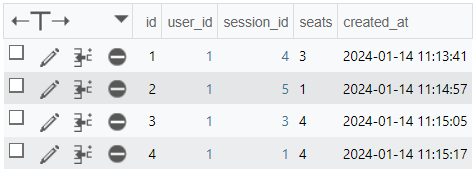 id user_id session_id seats created_at
1 1 4 3 2024-01-14 11:13:41
2 1 5 1 2024-01-14 11:14:57
3 1 3 4 2024-01-14 11:15:05
4 1 1 4 2024-01-14 11:15:17